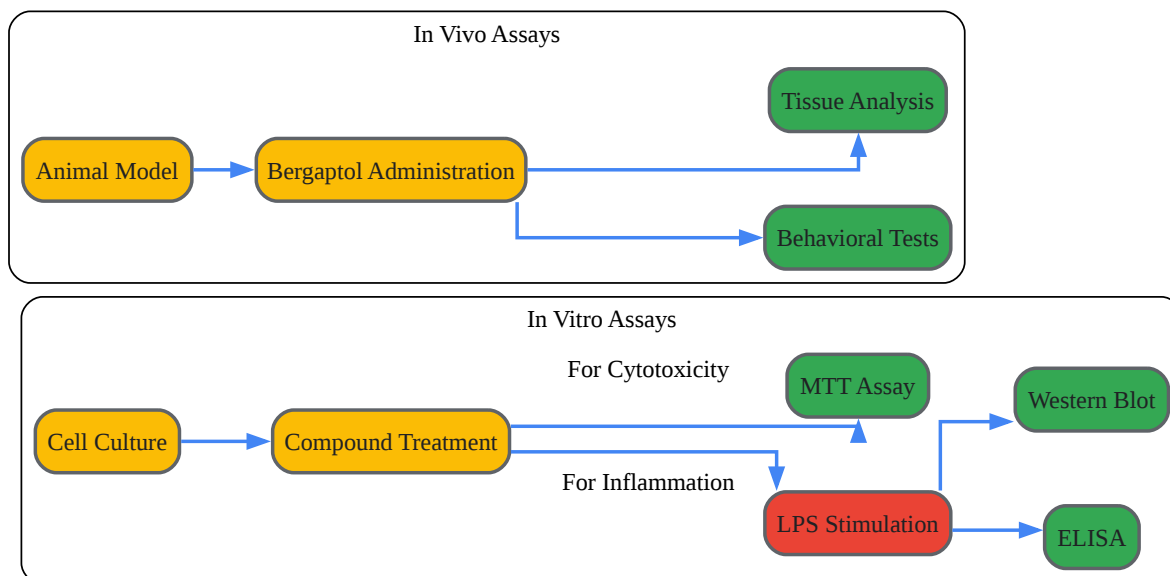 In Vivo Assays
Tissue Analysis
Animal Model
Bergaptol Administration
Behavioral Tests
In Vitro Assays
For Cytotoxicity
MTT Assay
Western Blot
Cell Culture
Compound Treatment
For Inflammation
LPS Stimulation
ELISA